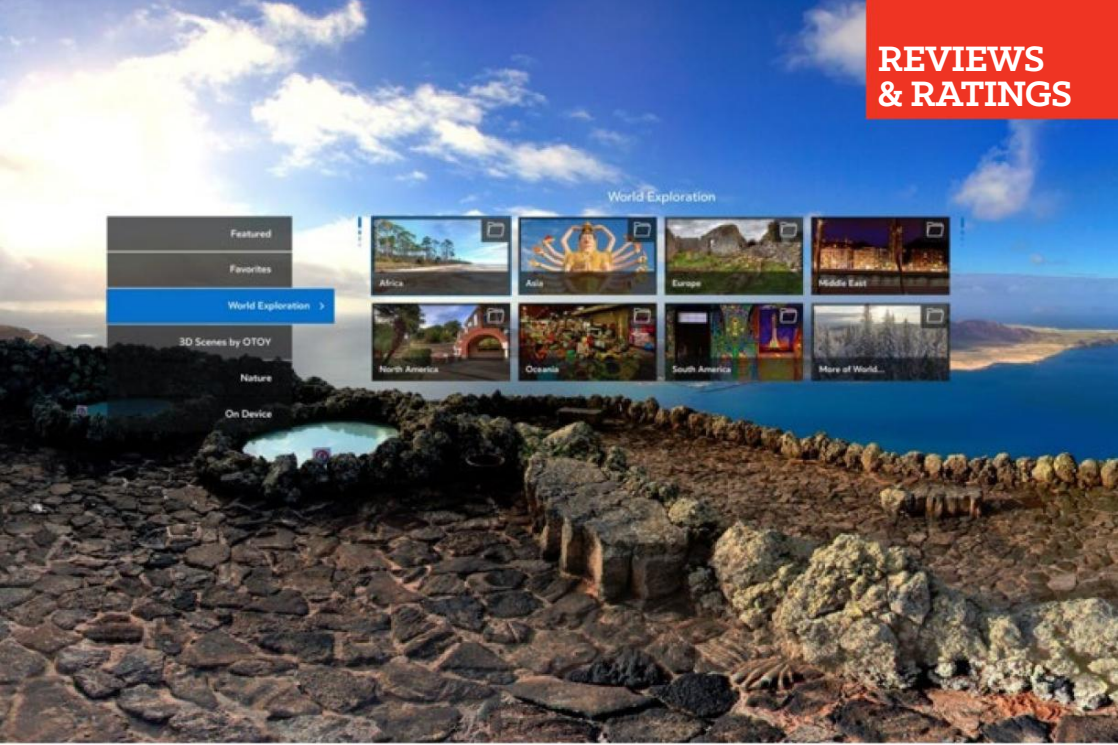 REVIEWS
& RATINGS
World Exploration
Featured
Favorites
World Exploration
3D Scenes by OTOY
Nature
On Device
Africa
Asia
Europe
Middle East
North America
Oceania
South America
More of World...